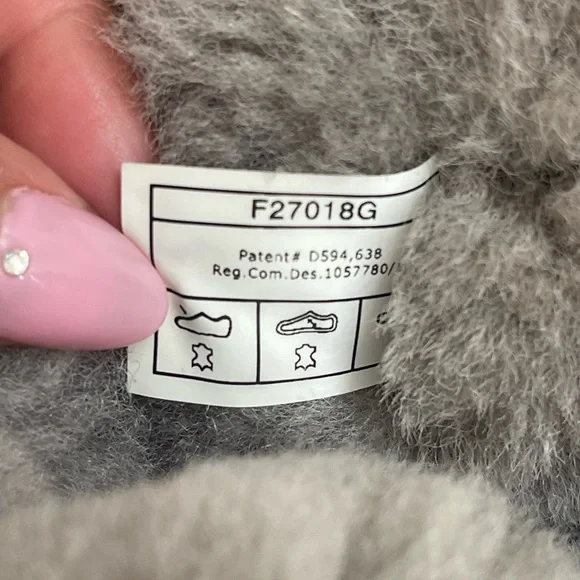 F27018G
Patent# D594,638
Reg.Com.Des.1057780/